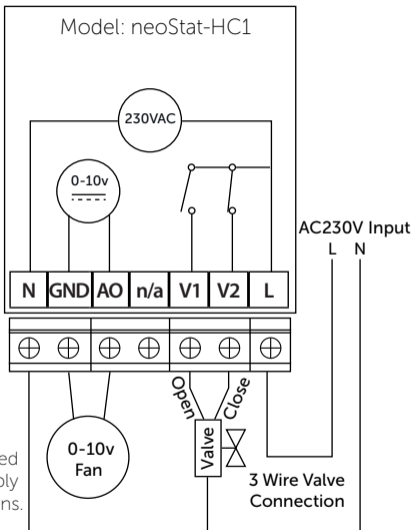 Model: neoStat-HC1
230VAC
0-10v
AC230V Input
L N
N GND AO n/a V1 V2 L
Open
Close
0-10v
Fan
Valve
3 Wire Valve
Connection